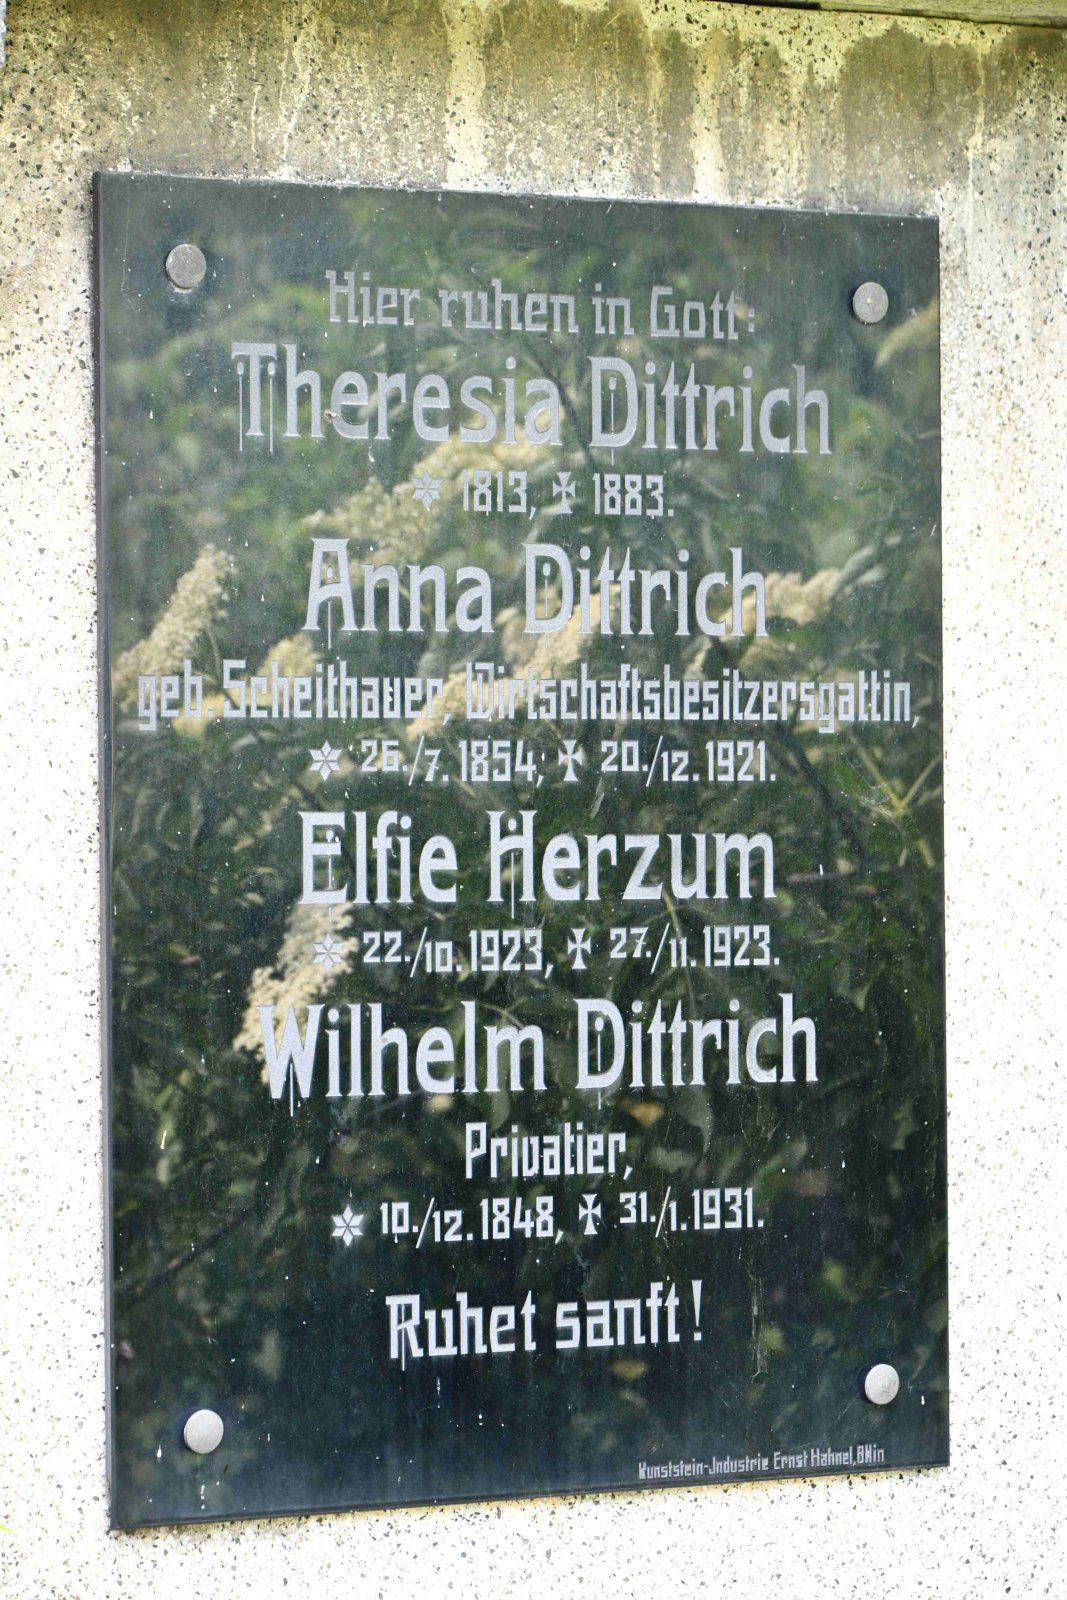 Hier ruhen in Gott:
Theresia Dittrich
* 1813, ✠ 1883.
Anna Dittrich
geb. Scheithauer, Wirtschaftsbesitzersgattin,
* 26./7. 1854, ✠ 20./12. 1921.
Elfie Herzum
* 22./10. 1923, ✠ 27./11. 1923.
Wilhelm Dittrich
Privatier,
* 10./12. 1848, ✠ 31./1. 1931.
Ruhet sanft!
Kunststein-Industrie Ernst Hahnel,